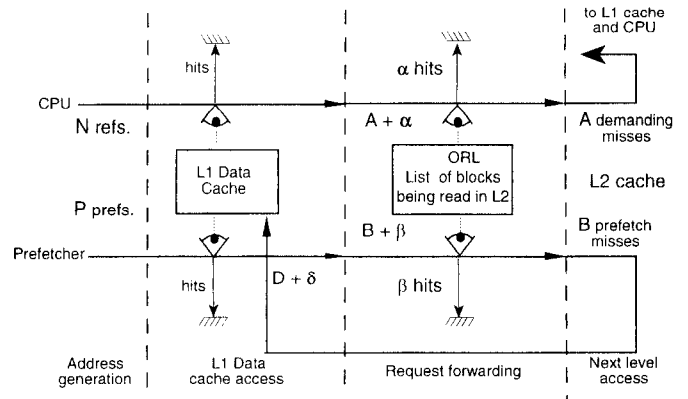 to L1 cache
and CPU
hits
α hits
CPU
N refs.
A + α
A demanding
misses
L1 Data
Cache
ORL
List of blocks
being read in L2
L2 cache
P prefs.
B + β
B prefetch
misses
Prefetcher
D + δ
hits
β hits
Address
generation
L1 Data
cache access
Request forwarding
Next level
access